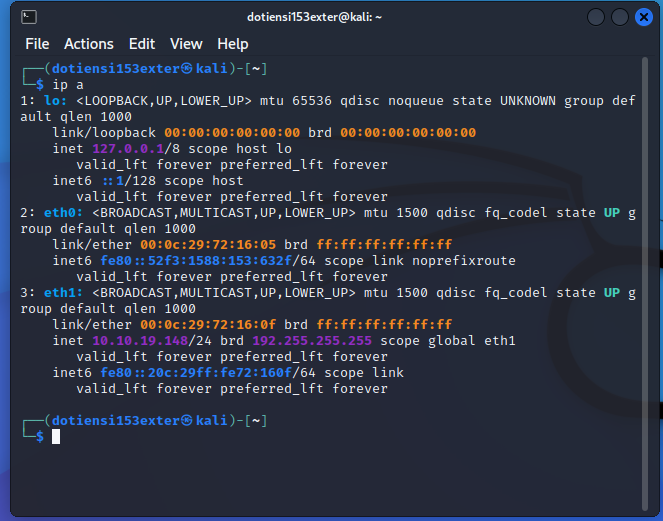 dotiensi153exter@kali: ~
File Actions Edit View Help
┌──(dotiensi153exter㉿kali)-[~]
└─$ ip a
1: lo: <LOOPBACK,UP,LOWER_UP> mtu 65536 qdisc noqueue state UNKNOWN group def
ault qlen 1000
    link/loopback 00:00:00:00:00:00 brd 00:00:00:00:00:00
    inet 127.0.0.1/8 scope host lo
       valid_lft forever preferred_lft forever
    inet6 ::1/128 scope host
       valid_lft forever preferred_lft forever
2: eth0: <BROADCAST,MULTICAST,UP,LOWER_UP> mtu 1500 qdisc fq_codel state UP g
roup default qlen 1000
    link/ether 00:0c:29:72:16:05 brd ff:ff:ff:ff:ff:ff
    inet6 fe80::52f3:1588:153:632f/64 scope link noprefixroute
       valid_lft forever preferred_lft forever
3: eth1: <BROADCAST,MULTICAST,UP,LOWER_UP> mtu 1500 qdisc fq_codel state UP g
roup default qlen 1000
    link/ether 00:0c:29:72:16:0f brd ff:ff:ff:ff:ff:ff
    inet 10.10.19.148/24 brd 192.255.255.255 scope global eth1
       valid_lft forever preferred_lft forever
    inet6 fe80::20c:29ff:fe72:160f/64 scope link
       valid_lft forever preferred_lft forever
┌──(dotiensi153exter㉿kali)-[~]
└─$